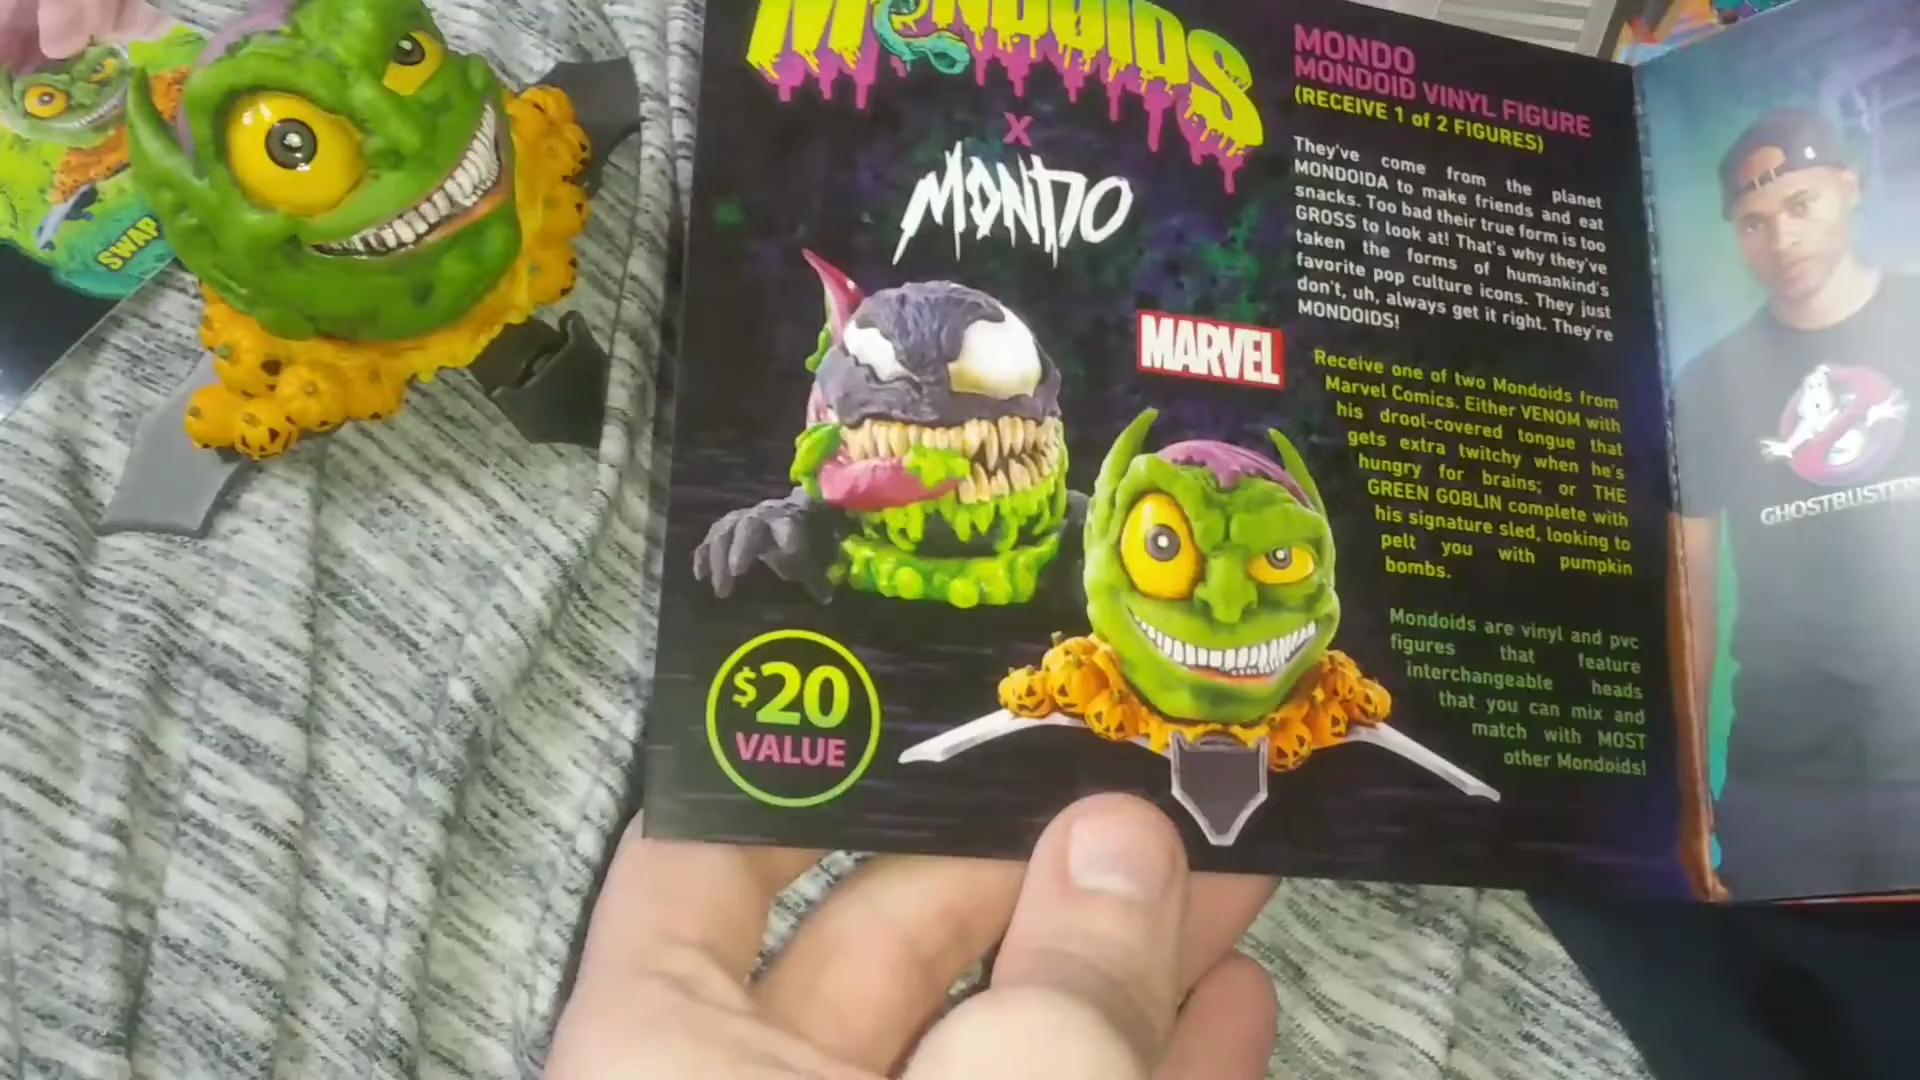 SWAP
MONDOIDS
X
MONDO
MARVEL
$20
VALUE
MONDO
MONDOID VINYL FIGURE
(RECEIVE 1 of 2 FIGURES)
They've come from the planet
MONDOIDA to make friends and eat
snacks. Too bad their true form is too
GROSS to look at! That's why they've
taken the forms of humankind's
favorite pop culture icons. They just
don't, uh, always get it right. They're
MONDOIDS!
Receive one of two Mondoids from
Marvel Comics. Either VENOM with
his drool-covered tongue that
gets extra twitchy when he's
hungry for brains; or THE
GREEN GOBLIN complete with
his signature sled, looking to
pelt you with pumpkin
bombs.
Mondoids are vinyl and pvc
figures that feature
interchangeable heads
that you can mix and
match with MOST
other Mondoids!
GHOSTBUSTERS